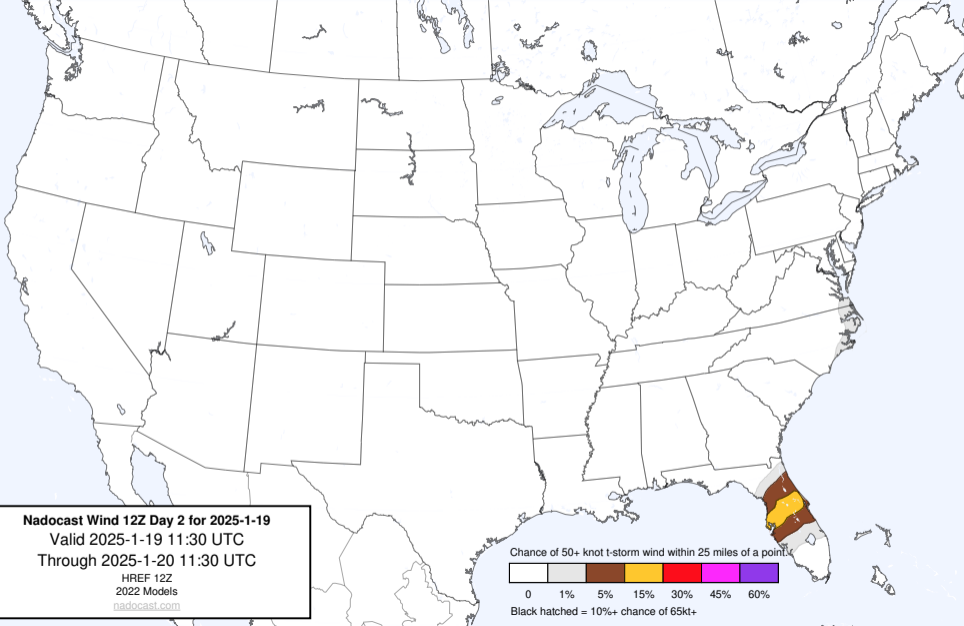 Nadocast Wind 12Z Day 2 for 2025-1-19
Valid 2025-1-19 11:30 UTC
Through 2025-1-20 11:30 UTC
HREF 12Z
2022 Models
nadocast.com
Chance of 50+ knot t-storm wind within 25 miles of a point.
0 1% 5% 15% 30% 45% 60%
Black hatched = 10%+ chance of 65kt+